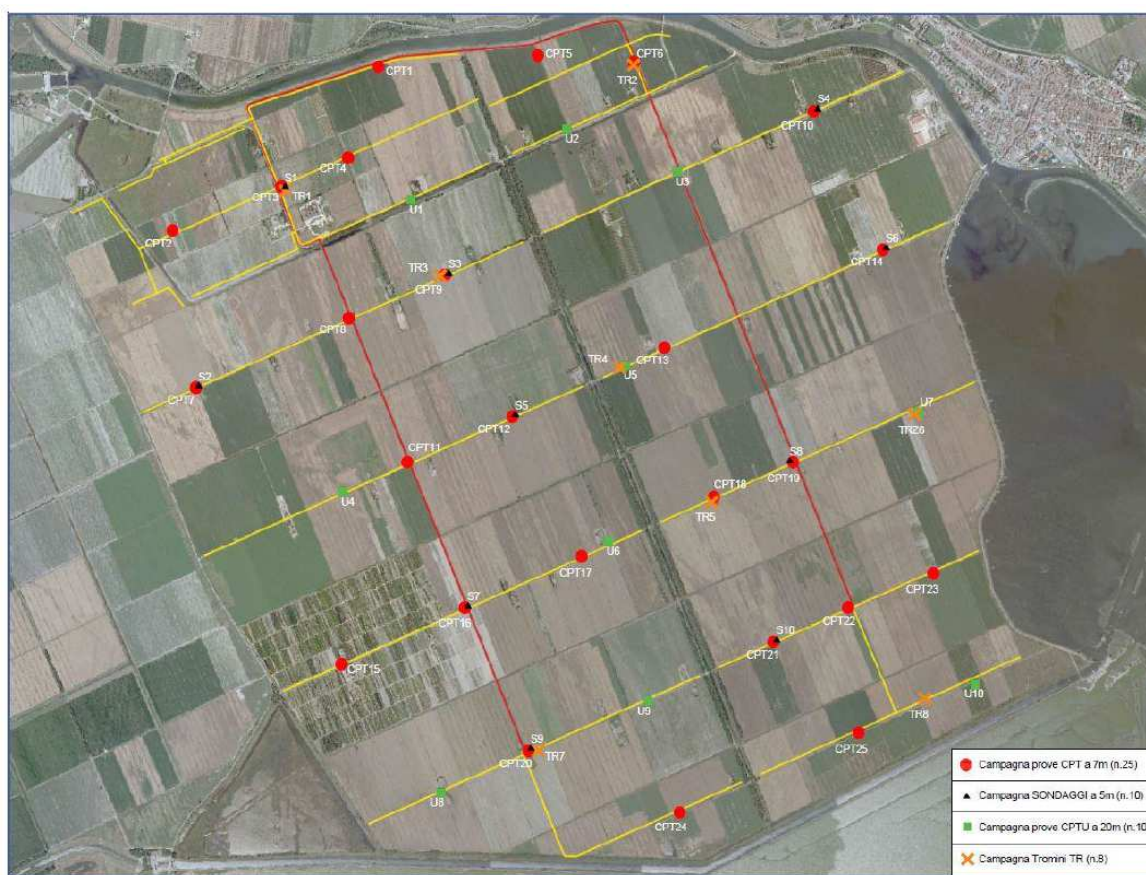 CPT5
CPT6
CPT1
TR2
S4
CPT10
U2
CPT4
S1
CPT3
TR1
U3
U1
CPT2
S6
CPT14
TR3
S3
CPT9
CPT8
CPT13
TR4
U5
S2
CPT7
S5
CPT12
U7
TRZ6
CPT11
S8
CPT19
U4
CPT18
TR5
U6
CPT17
CPT23
S7
CPT16
CPT22
S10
CPT21
CPT15
U10
TR8
U9
CPT25
S9
CPT20
TR7
U8
CPT24
Campagna prove CPT a 7m (n.25)
Campagna SONDAGGI a 5m (n.10)
Campagna prove CPTU a 20m (n.10
Campagna Tromini TR (n.8)